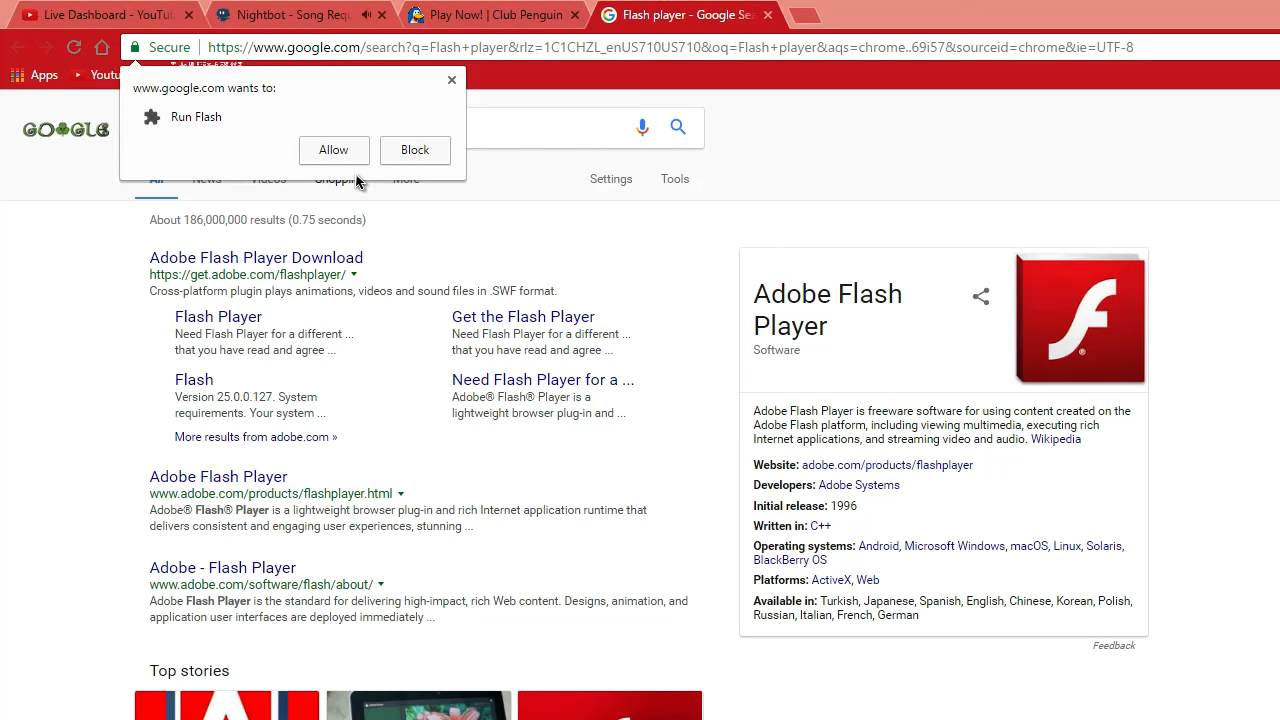 Live Dashboard - YouTu
Nightbot - Song Requ
Play Now! | Club Penguin
Flash player - Google Se
Secure
https://www.google.com/search?q=Flash+player&rlz=1C1CHZL_enUS710US710&oq=Flash+player&aqs=chrome..69i57&sourceid=chrome&ie=UTF-8
Apps
Youtu
www.google.com wants to:
Run Flash
Allow
Block
GOOGLE
All
News
Videos
Shopping
More
Settings
Tools
About 186,000,000 results (0.75 seconds)
Adobe Flash Player Download
https://get.adobe.com/flashplayer/
Cross-platform plugin plays animations, videos and sound files in .SWF format.
Flash Player
Need Flash Player for a different ...
that you have read and agree ...
Get the Flash Player
Need Flash Player for a different ...
that you have read and agree ...
Flash
Version 25.0.0.127. System
requirements. Your system ...
Need Flash Player for a ...
Adobe® Flash® Player is a
lightweight browser plug-in and ...
More results from adobe.com »
Adobe Flash Player
www.adobe.com/products/flashplayer.html
Adobe® Flash® Player is a lightweight browser plug-in and rich Internet application runtime that
delivers consistent and engaging user experiences, stunning ...
Adobe - Flash Player
www.adobe.com/software/flash/about/
Adobe Flash Player is the standard for delivering high-impact, rich Web content. Designs, animation, and
application user interfaces are deployed immediately ...
Top stories
Adobe Flash
Player
Software
Adobe Flash Player is freeware software for using content created on the
Adobe Flash platform, including viewing multimedia, executing rich
Internet applications, and streaming video and audio. Wikipedia
Website: adobe.com/products/flashplayer
Developers: Adobe Systems
Initial release: 1996
Written in: C++
Operating systems: Android, Microsoft Windows, macOS, Linux, Solaris,
BlackBerry OS
Platforms: ActiveX, Web
Available in: Turkish, Japanese, Spanish, English, Chinese, Korean, Polish,
Russian, Italian, French, German
Feedback